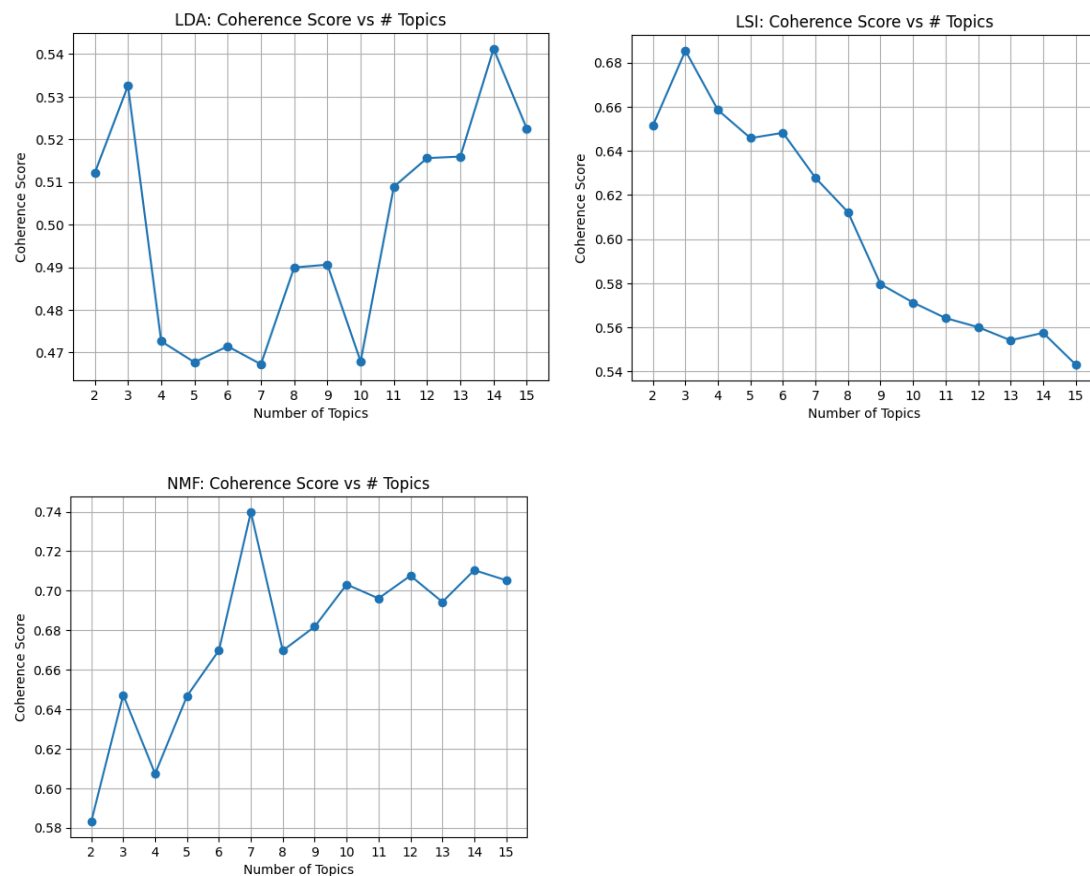 LDA: Coherence Score vs # Topics
Coherence Score
0.54
0.53
0.52
0.51
0.50
0.49
0.48
0.47
2 3 4 5 6 7 8 9 10 11 12 13 14 15
Number of Topics
LSI: Coherence Score vs # Topics
Coherence Score
0.68
0.66
0.64
0.62
0.60
0.58
0.56
0.54
2 3 4 5 6 7 8 9 10 11 12 13 14 15
Number of Topics
NMF: Coherence Score vs # Topics
Coherence Score
0.74
0.72
0.70
0.68
0.66
0.64
0.62
0.60
0.58
2 3 4 5 6 7 8 9 10 11 12 13 14 15
Number of Topics